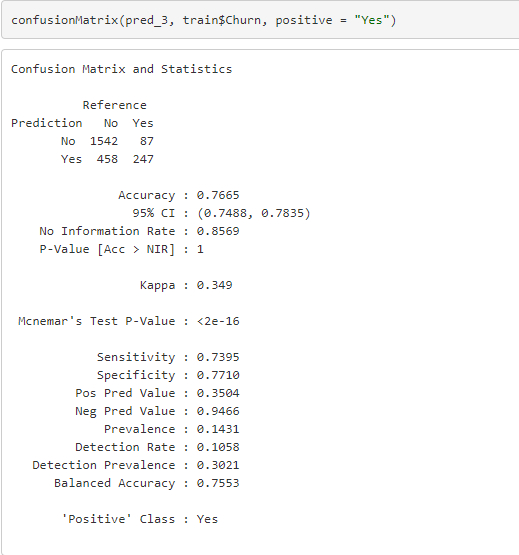 confusionMatrix(pred_3, train$Churn, positive = "Yes")
Confusion Matrix and Statistics
Reference
Prediction No Yes
No 1542 87
Yes 458 247
Accuracy : 0.7665
95% CI : (0.7488, 0.7835)
No Information Rate : 0.8569
P-Value [Acc > NIR] : 1
Kappa : 0.349
Mcnemar's Test P-Value : <2e-16
Sensitivity : 0.7395
Specificity : 0.7710
Pos Pred Value : 0.3504
Neg Pred Value : 0.9466
Prevalence : 0.1431
Detection Rate : 0.1058
Detection Prevalence : 0.3021
Balanced Accuracy : 0.7553
'Positive' Class : Yes